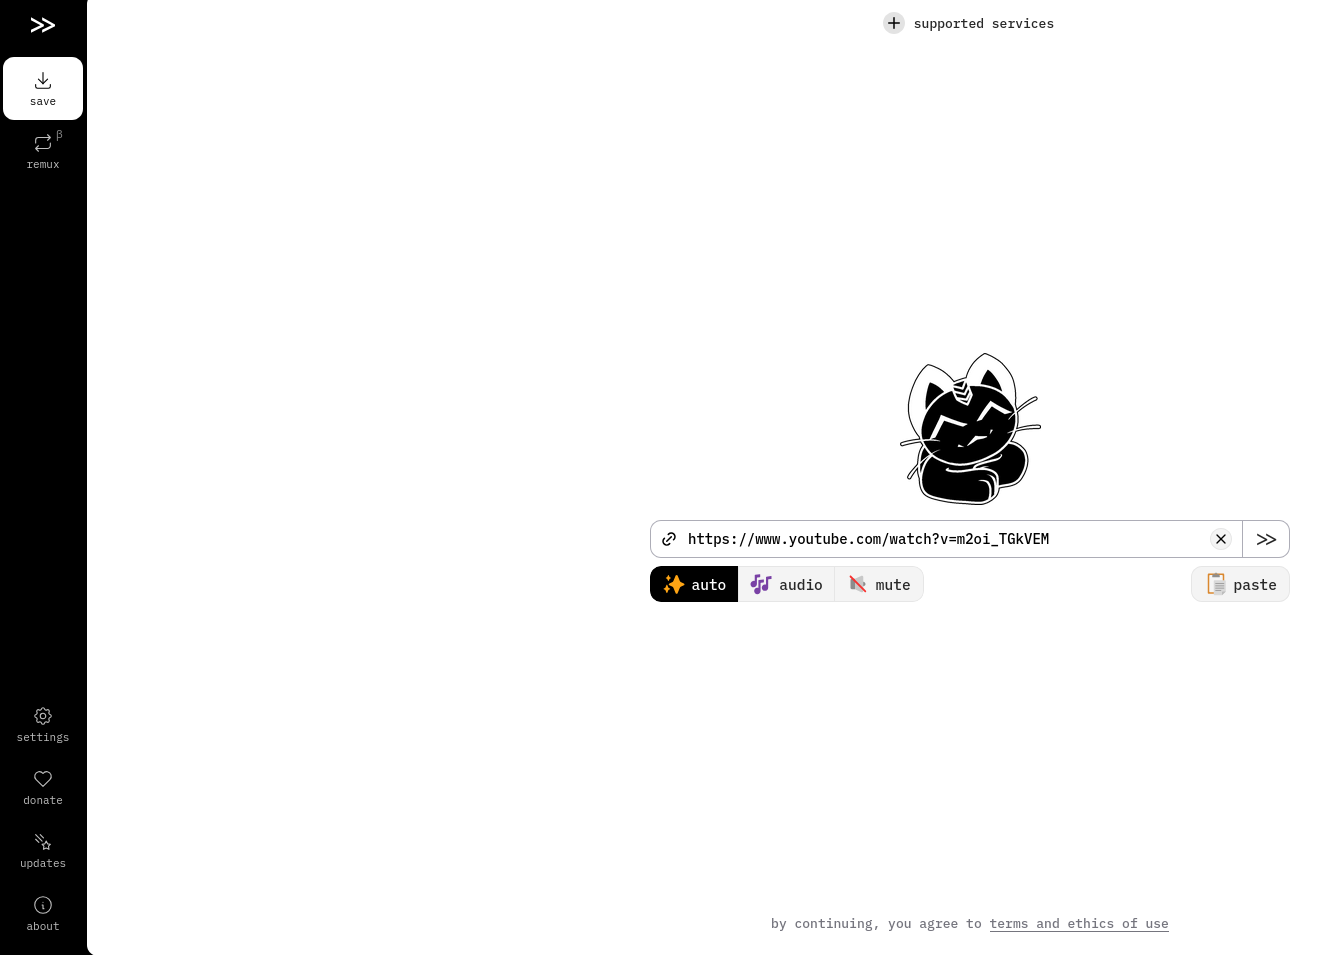 save
β
remux
settings
donate
updates
about
supported services
https://www.youtube.com/watch?v=m2oi_TGkVEM
auto
audio
mute
paste
by continuing, you agree to terms and ethics of use